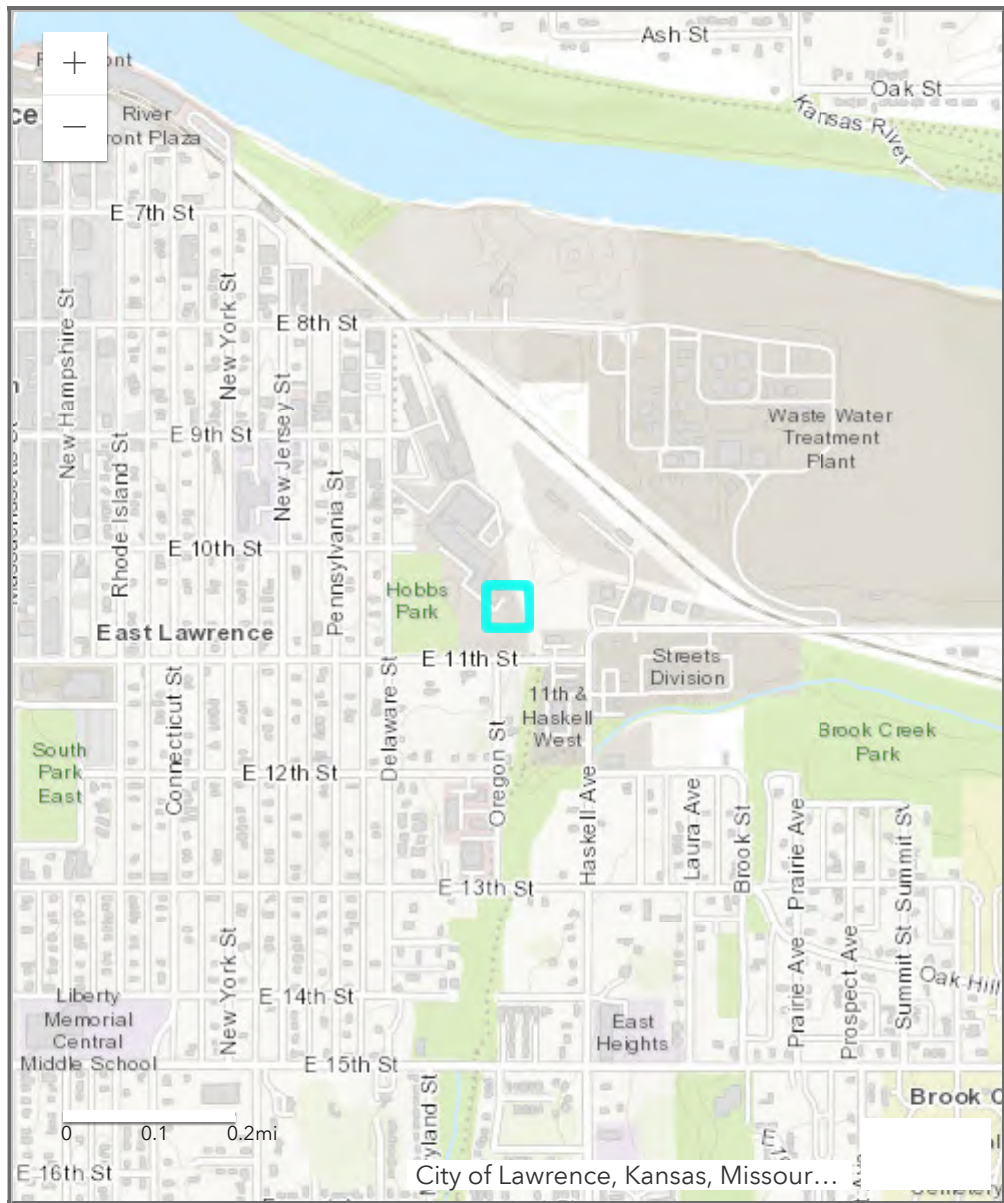 Ash St
Oak St
Kansas River
+
−
River
ront Plaza
E 7th St
New York St
New Hampshire St
E 8th St
New Jersey St
E 9th St
Rhode Island St
Pennsylvania St
Waste Water
Treatment
Plant
E 10th St
Hobbs
Park
East Lawrence
E 11th St
Streets
Division
11th &
Haskell
West
Connecticut St
Delaware St
Oregon St
Brook Creek
Park
South
Park
East
E 12th St
Haskell Ave
Laura Ave
Brook St
Prairie Ave
Summit St
E 13th St
New York St
Prairie Ave
Prospect Ave
Summit St
Oak Hill
Liberty
Memorial
Central
Middle School
E 14th St
East
Heights
E 15th St
Brook C
0 0.1 0.2mi
E 16th St
City of Lawrence, Kansas, Missour...